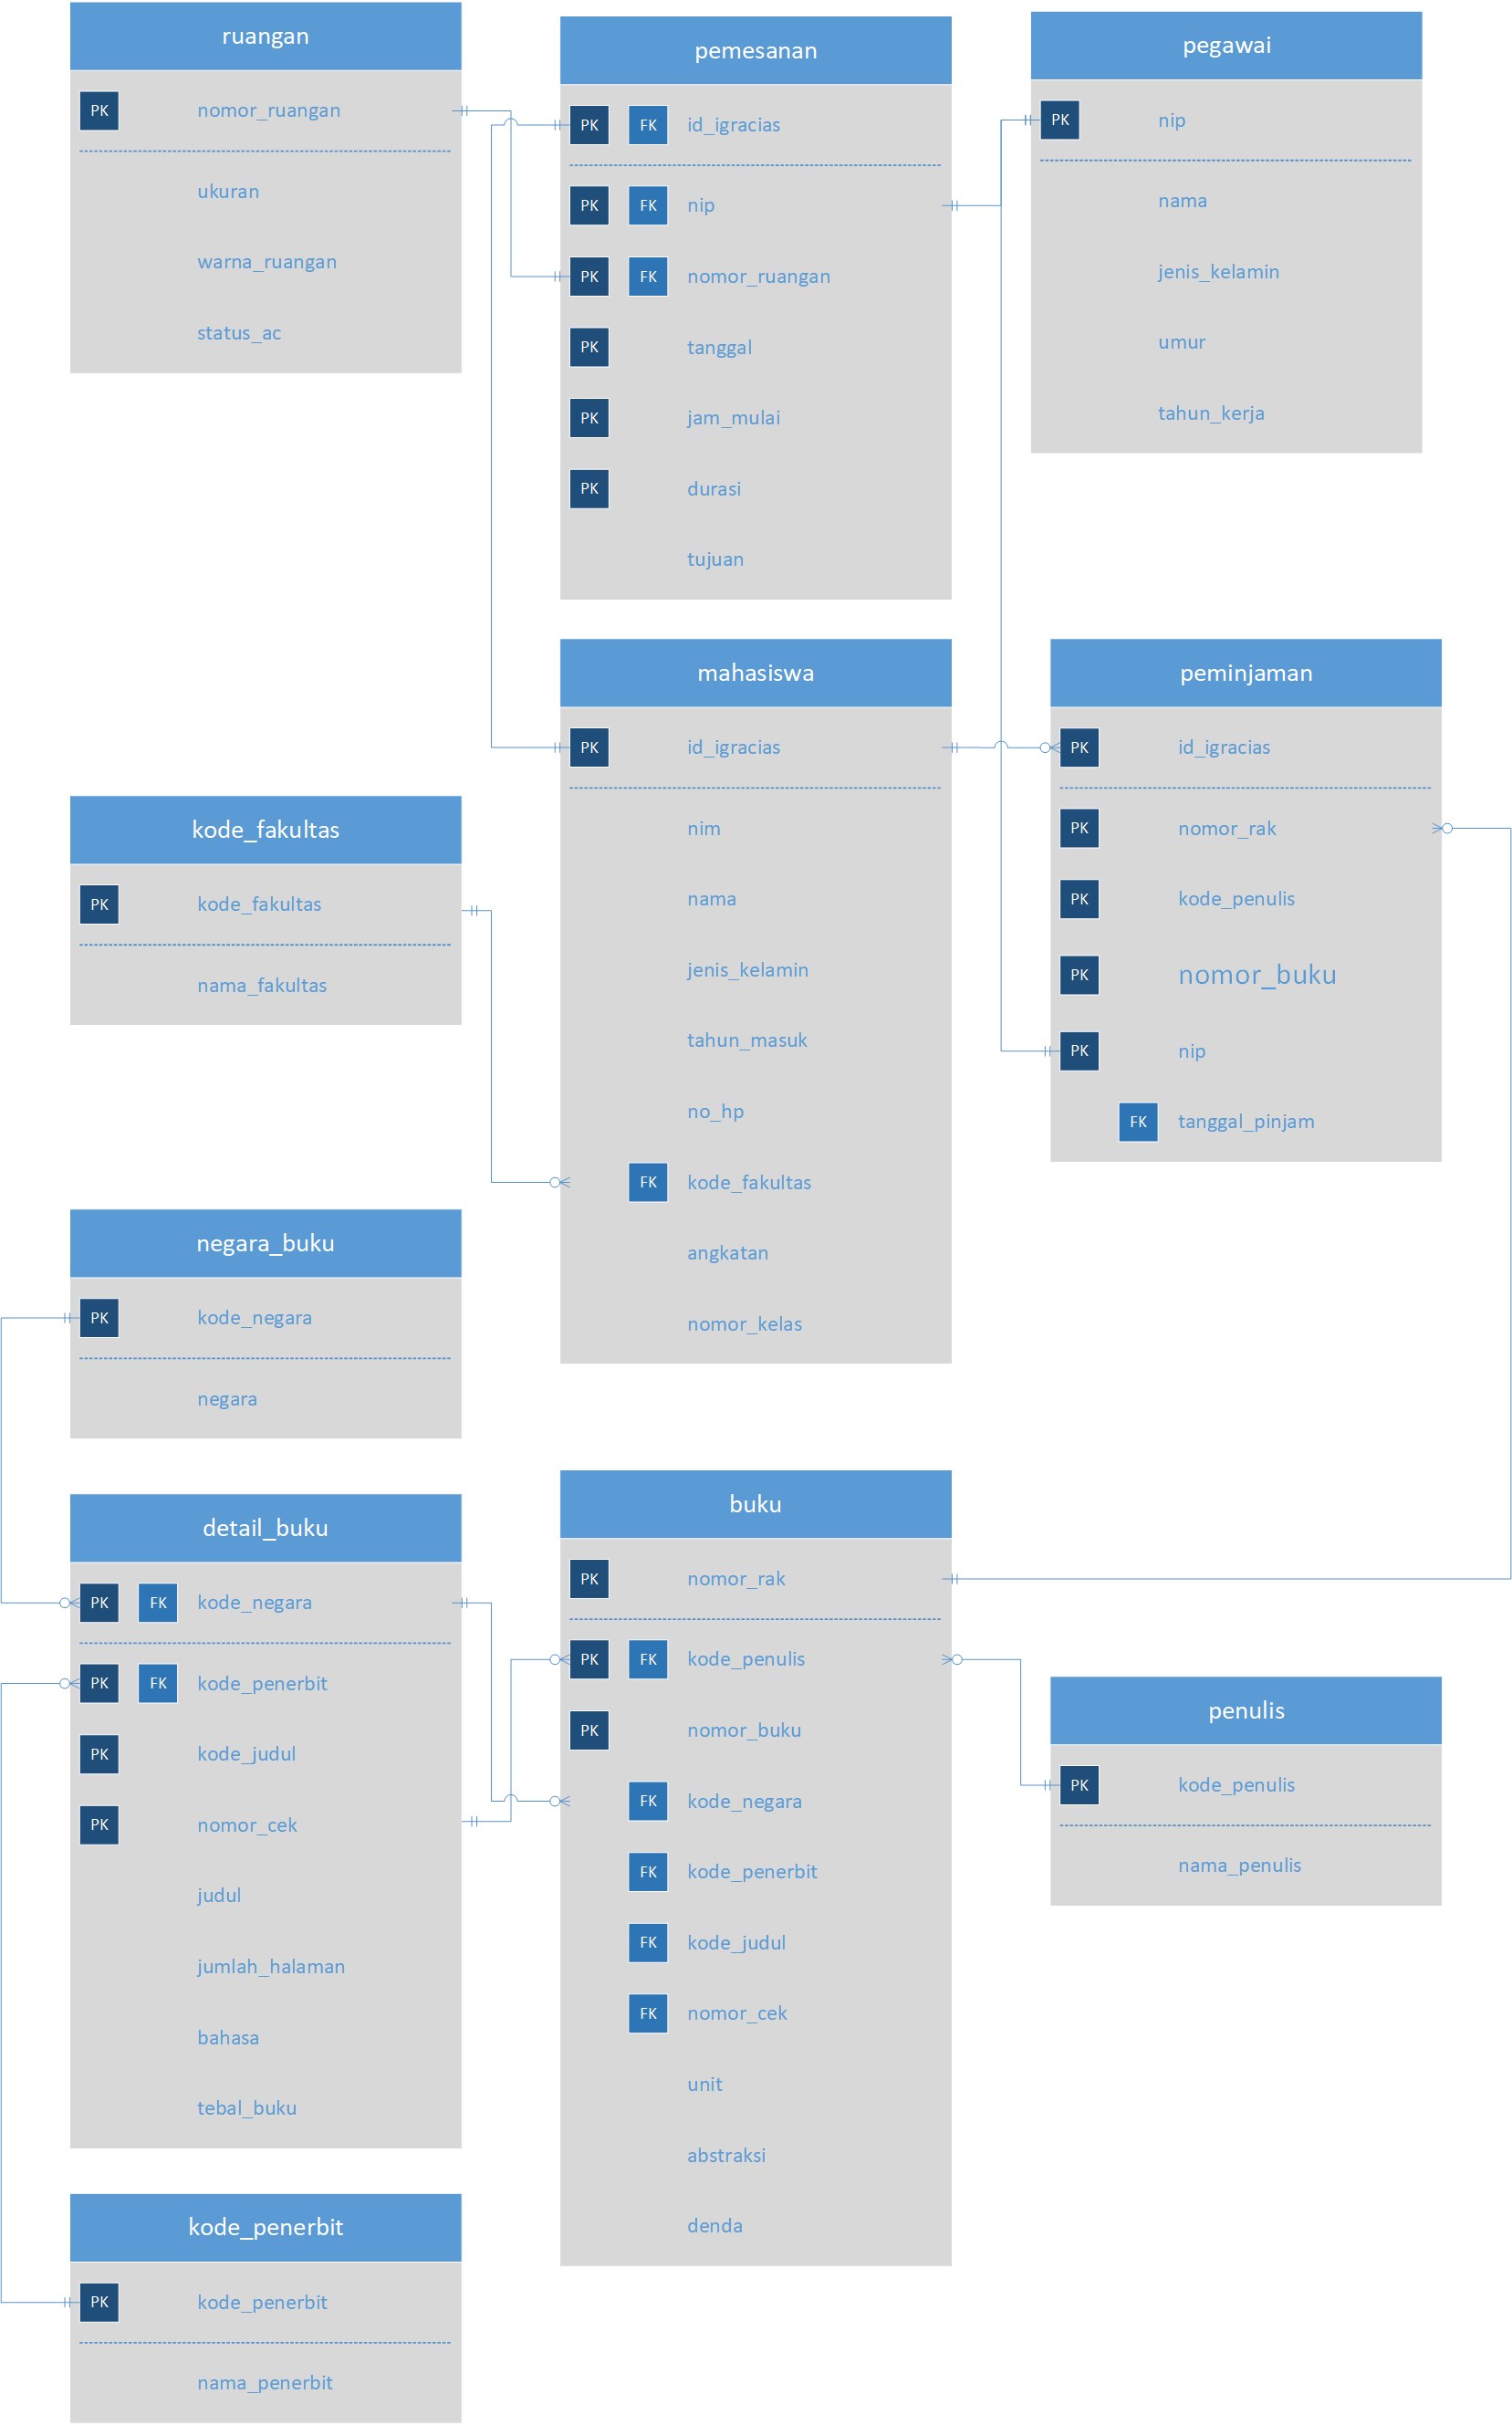 ruangan
PK nomor_ruangan
ukuran
warna_ruangan
status_ac
pemesanan
PK FK id_igracias
PK FK nip
PK FK nomor_ruangan
PK tanggal
PK jam_mulai
PK durasi
tujuan
pegawai
PK nip
nama
jenis_kelamin
umur
tahun_kerja
mahasiswa
PK id_igracias
nim
nama
jenis_kelamin
tahun_masuk
no_hp
FK kode_fakultas
angkatan
nomor_kelas
peminjaman
PK id_igracias
PK nomor_rak
PK kode_penulis
PK nomor_buku
PK nip
FK tanggal_pinjam
kode_fakultas
PK kode_fakultas
nama_fakultas
negara_buku
PK kode_negara
negara
detail_buku
PK FK kode_negara
PK FK kode_penerbit
PK kode_judul
PK nomor_cek
judul
jumlah_halaman
bahasa
tebal_buku
buku
PK nomor_rak
PK FK kode_penulis
PK nomor_buku
FK kode_negara
FK kode_penerbit
FK kode_judul
FK nomor_cek
unit
abstraksi
denda
penulis
PK kode_penulis
nama_penulis
kode_penerbit
PK kode_penerbit
nama_penerbit